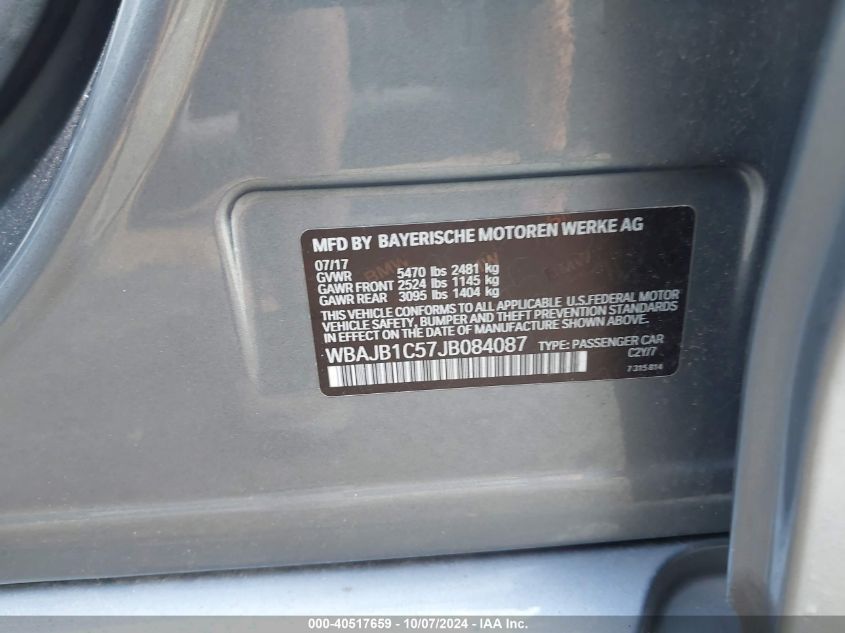 MFD BY BAYERISCHE MOTOREN WERKE AG
07/17
GVWR 5470 lbs 2481 kg
GAWR FRONT 2524 lbs 1145 kg
GAWR REAR 3095 lbs 1404 kg
THIS VEHICLE CONFORMS TO ALL APPLICABLE U.S.FEDERAL MOTOR
VEHICLE SAFETY, BUMPER AND THEFT PREVENTION STANDARDS
IN EFFECT ON THE DATE OF MANUFACTURE SHOWN ABOVE.
WBAJB1C57JB084087 TYPE: PASSENGER CAR
C2Y/7
7 315 814
000-40517659 - 10/07/2024 - IAA Inc.